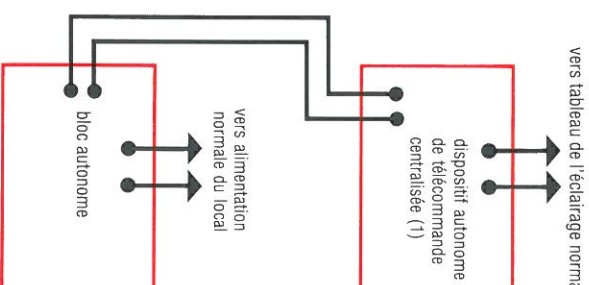 vers tableau de l'éclairage norma
dispositif autonome
de télécommande
centralisée (1)
vers alimentation
normale du local
bloc autonome